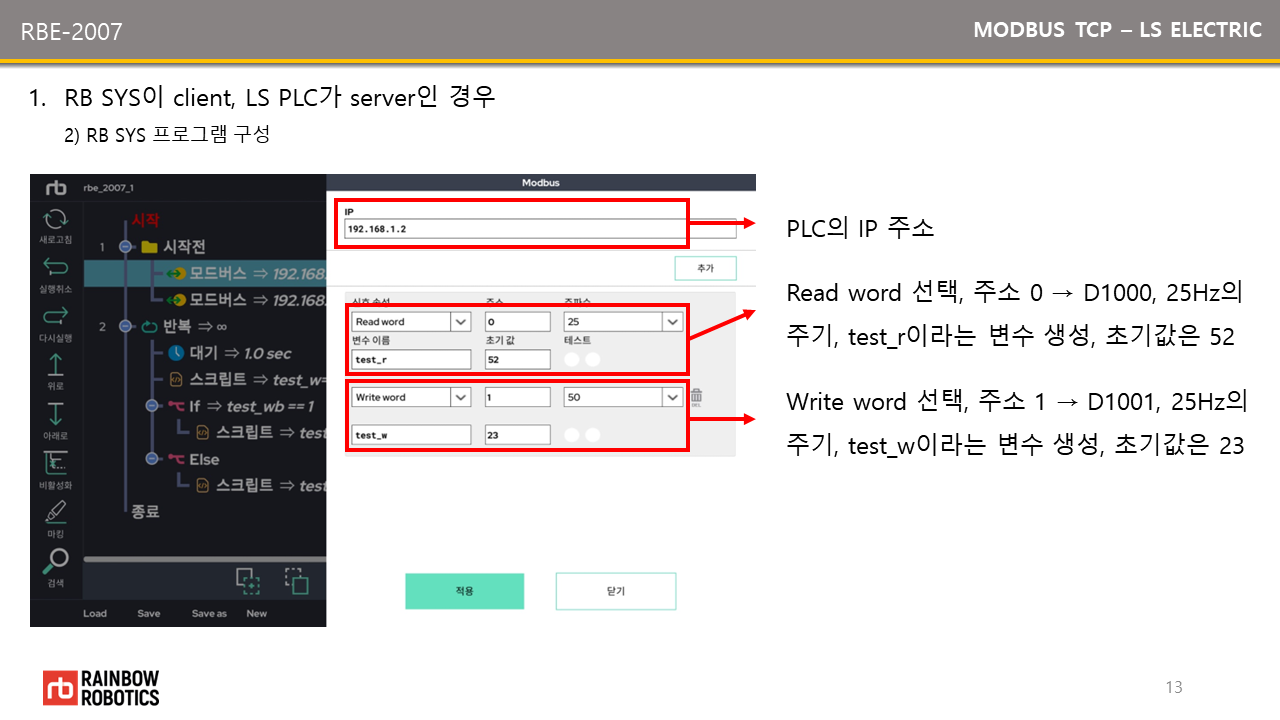 RBE-2007
MODBUS TCP – LS ELECTRIC
1. RB SYS이 client, LS PLC가 server인 경우
2) RB SYS 프로그램 구성
rb
rbe_2007_1
새로고침
실행취소
다시실행
위로
아래로
비활성화
마킹
검색
시작
1 시작전
모드버스 ⇒ 192.168.
모드버스 ⇒ 192.168.
2 반복 ⇒ ∞
대기 ⇒ 1.0 sec
스크립트 ⇒ test_w=
If ⇒ test_wb == 1
스크립트 ⇒ test
Else
스크립트 ⇒ test
종료
Load Save Save as New
Modbus
IP
192.168.1.2
추가
신호 속성 주소 주파수
Read word 0 25
변수 이름 초기 값 테스트
test_r 52
Write word 1 50
DEL
test_w 23
적용 닫기
PLC의 IP 주소
Read word 선택, 주소 0 → D1000, 25Hz의
주기, test_r이라는 변수 생성, 초기값은 52
Write word 선택, 주소 1 → D1001, 25Hz의
주기, test_w이라는 변수 생성, 초기값은 23
rb RAINBOW
ROBOTICS
13